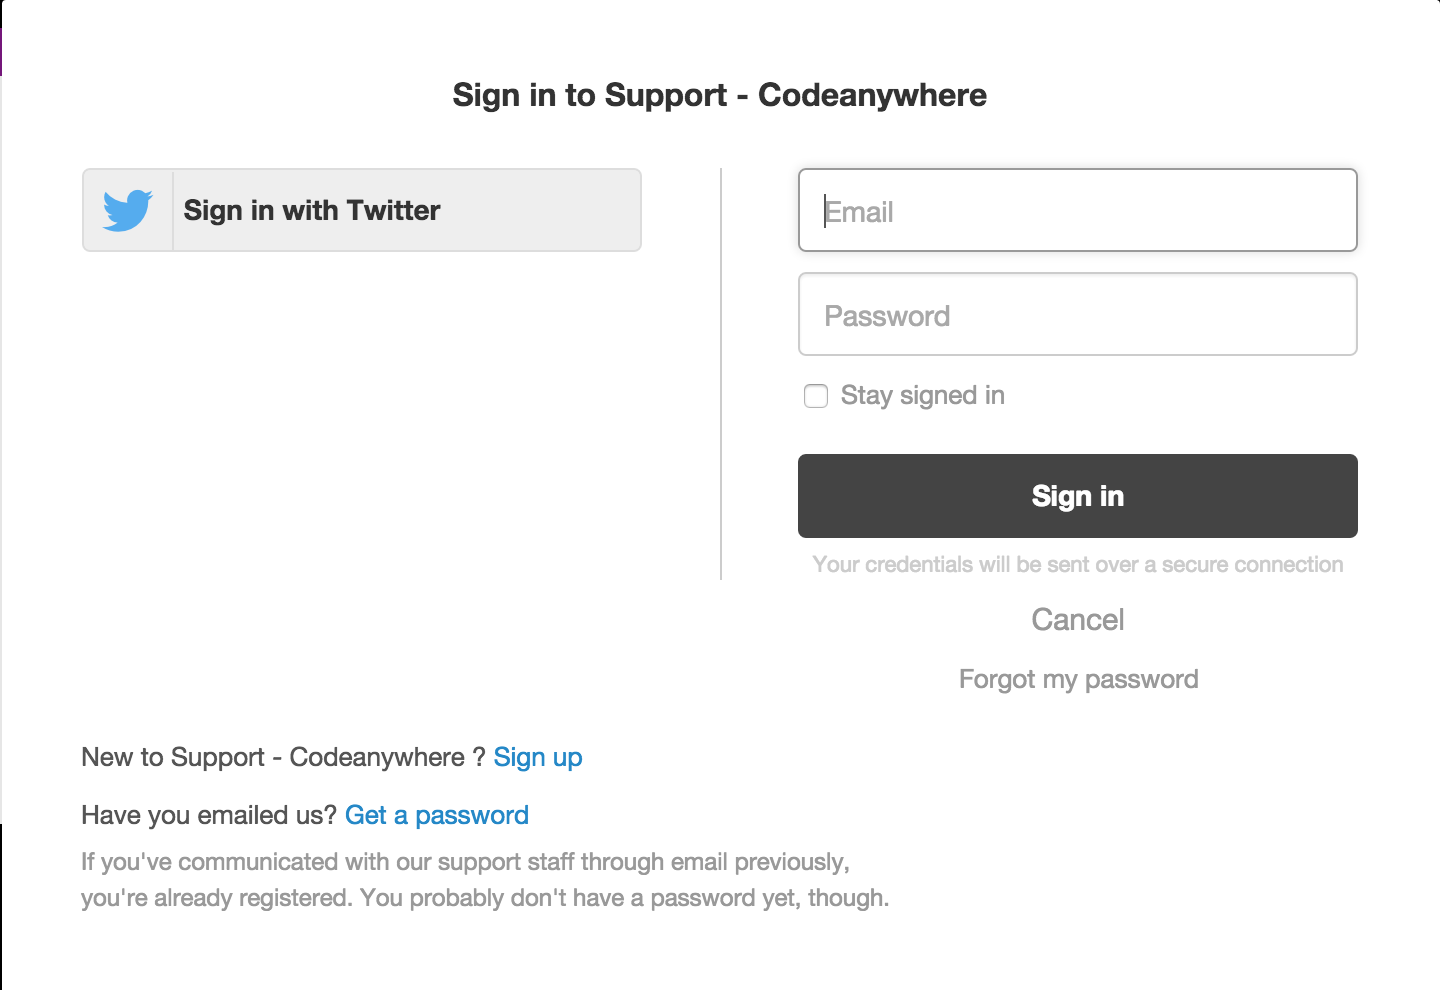 Sign in to Support - Codeanywhere
Sign in with Twitter
Email
Password
Stay signed in
Sign in
Your credentials will be sent over a secure connection
Cancel
Forgot my password
New to Support - Codeanywhere ? Sign up
Have you emailed us? Get a password
If you've communicated with our support staff through email previously,
you're already registered. You probably don't have a password yet, though.